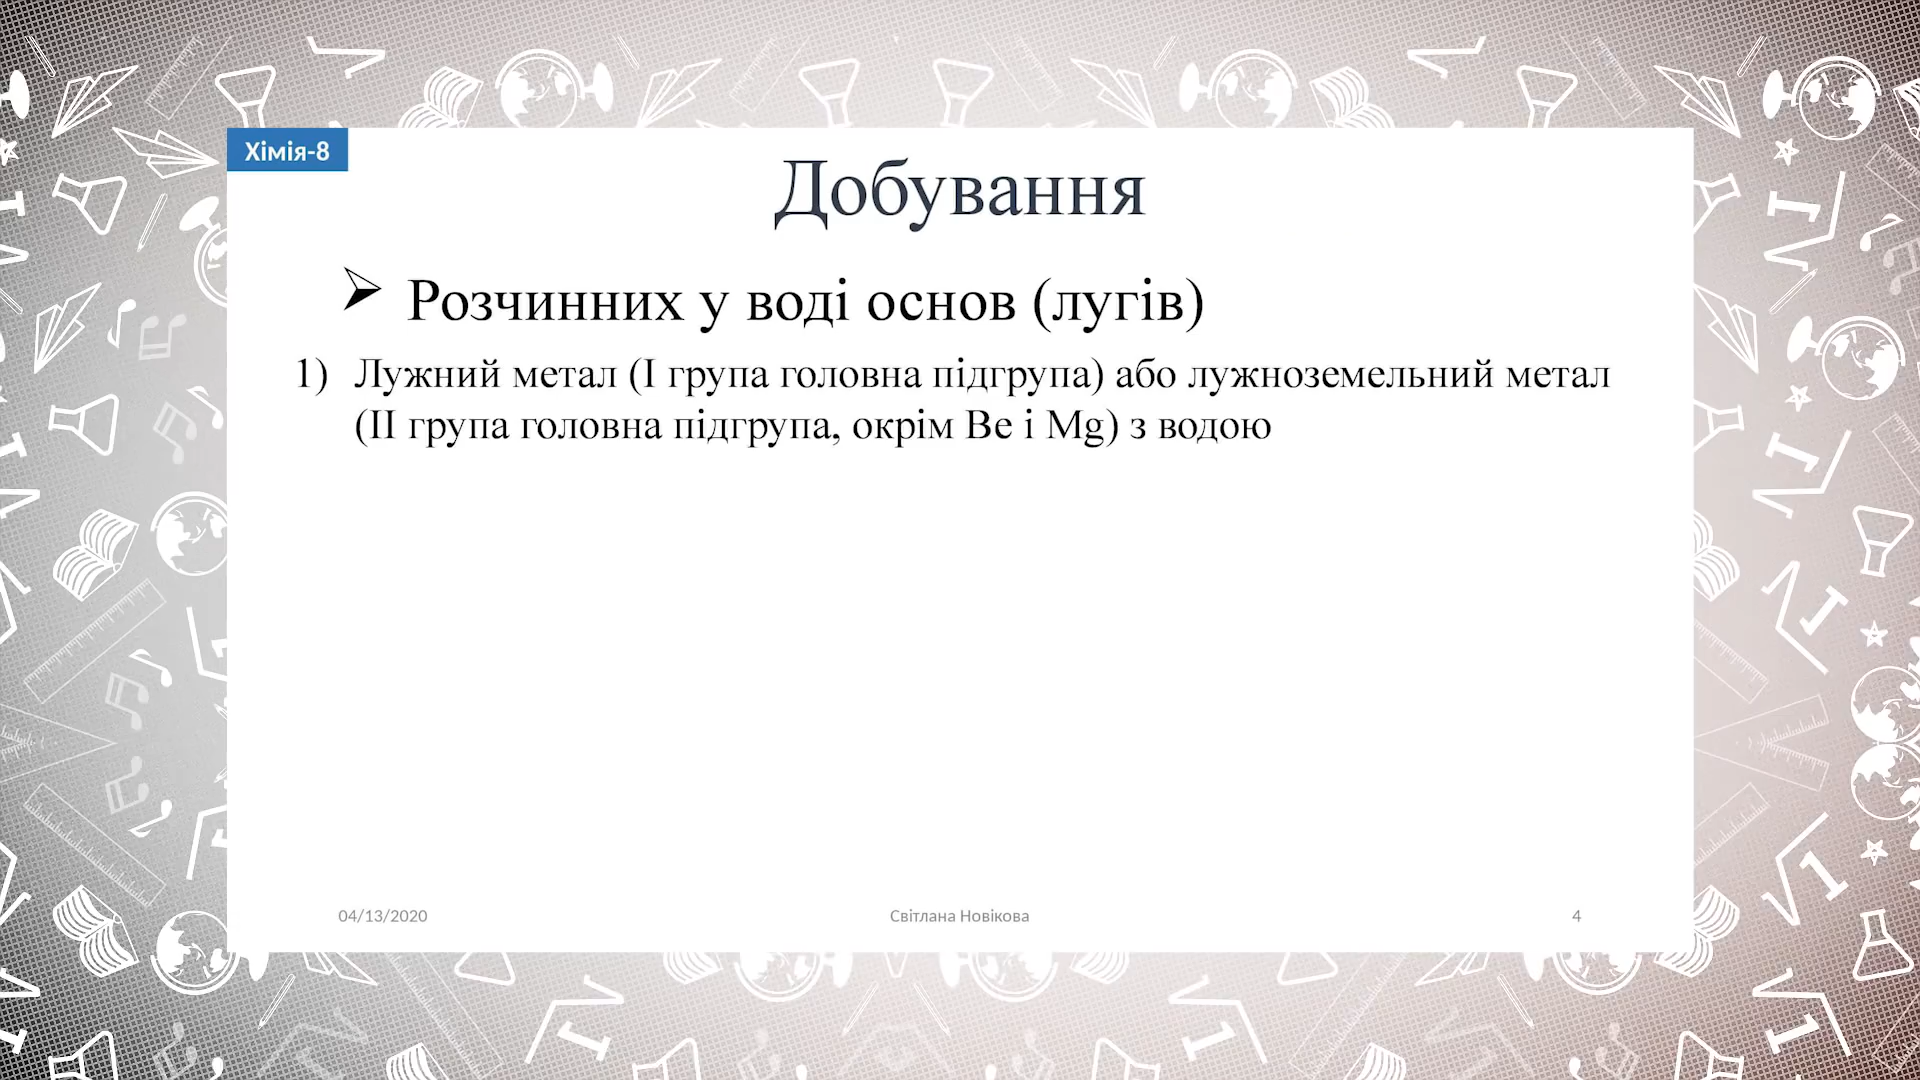 Хімія-8
Добування
➢ Розчинних у воді основ (лугів)
1) Лужний метал (І група головна підгрупа) або лужноземельний метал
(ІІ група головна підгрупа, окрім Be і Mg) з водою
04/13/2020 Світлана Новікова 4